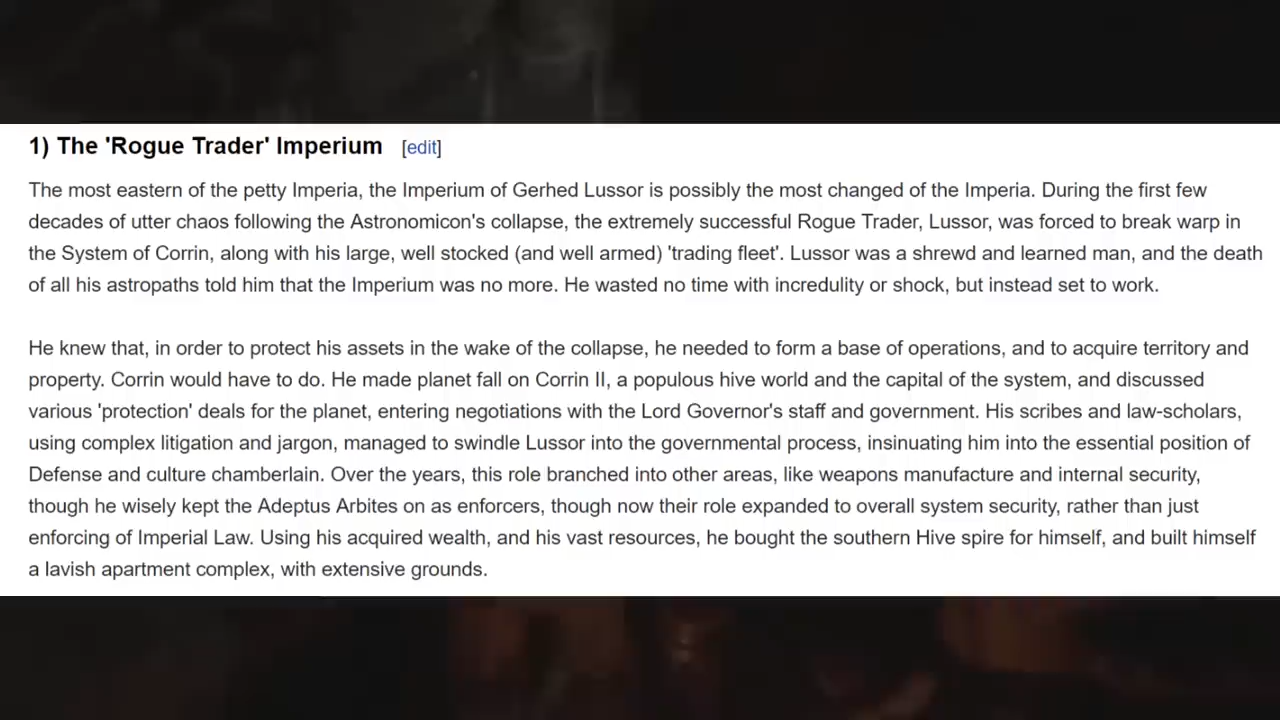 1) The 'Rogue Trader' Imperium [edit]
The most eastern of the petty Imperia, the Imperium of Gerhed Lussor is possibly the most changed of the Imperia. During the first few
decades of utter chaos following the Astronomicon's collapse, the extremely successful Rogue Trader, Lussor, was forced to break warp in
the System of Corrin, along with his large, well stocked (and well armed) 'trading fleet'. Lussor was a shrewd and learned man, and the death
of all his astropaths told him that the Imperium was no more. He wasted no time with incredulity or shock, but instead set to work.
He knew that, in order to protect his assets in the wake of the collapse, he needed to form a base of operations, and to acquire territory and
property. Corrin would have to do. He made planet fall on Corrin II, a populous hive world and the capital of the system, and discussed
various 'protection' deals for the planet, entering negotiations with the Lord Governor's staff and government. His scribes and law-scholars,
using complex litigation and jargon, managed to swindle Lussor into the governmental process, insinuating him into the essential position of
Defense and culture chamberlain. Over the years, this role branched into other areas, like weapons manufacture and internal security,
though he wisely kept the Adeptus Arbites on as enforcers, though now their role expanded to overall system security, rather than just
enforcing of Imperial Law. Using his acquired wealth, and his vast resources, he bought the southern Hive spire for himself, and built himself
a lavish apartment complex, with extensive grounds.